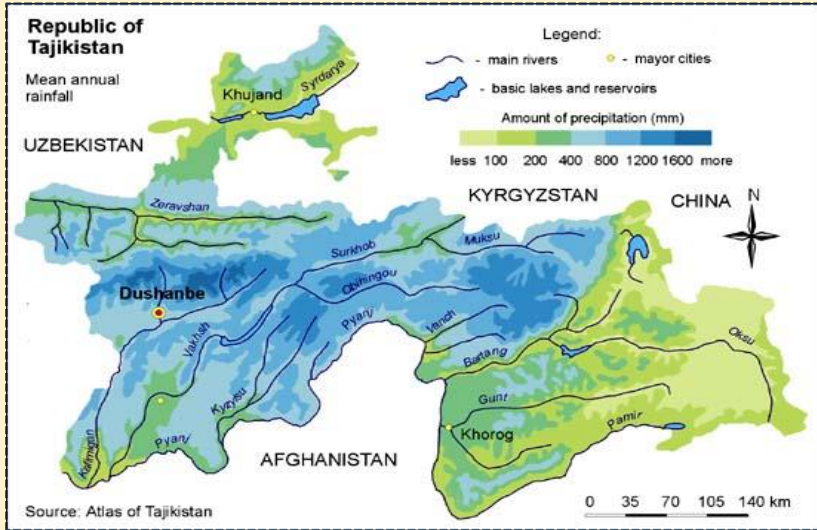 Republic of
Tajikistan
Mean annual
rainfall
Legend:
- main rivers
- mayor cities
- basic lakes and reservoirs
Amount of precipitation (mm)
less 100 200 400 800 1200 1600 more
Khujand
Syrdarya
UZBEKISTAN
KYRGYZSTAN
CHINA
N
Zeravshan
Surkhob
Muksu
Obihingou
Dushanbe
Vakhsh
Pyanj
Vanch
Bartang
Oksu
Kyzylsu
Gunt
Pamir
Kafirnigan
Pyanj
Khorog
AFGHANISTAN
Source: Atlas of Tajikistan
0 35 70 105 140 km